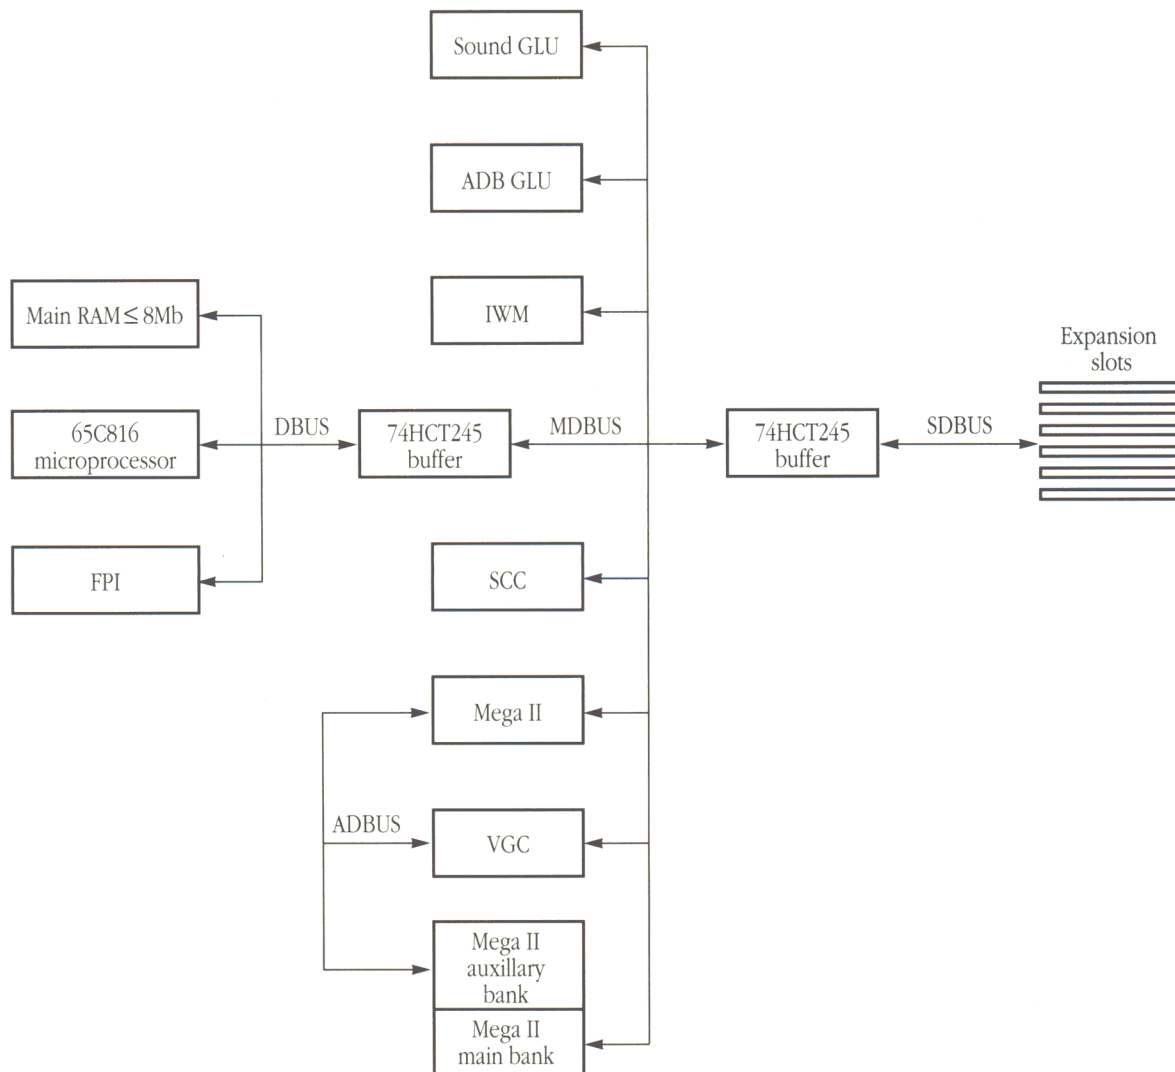 Sound GLU
ADB GLU
IWM
Main RAM ≤ 8Mb
Expansion
slots
65C816
microprocessor
DBUS
74HCT245
buffer
MDBUS
74HCT245
buffer
SDBUS
FPI
SCC
Mega II
ADBUS
VGC
Mega II
auxillary
bank
Mega II
main bank